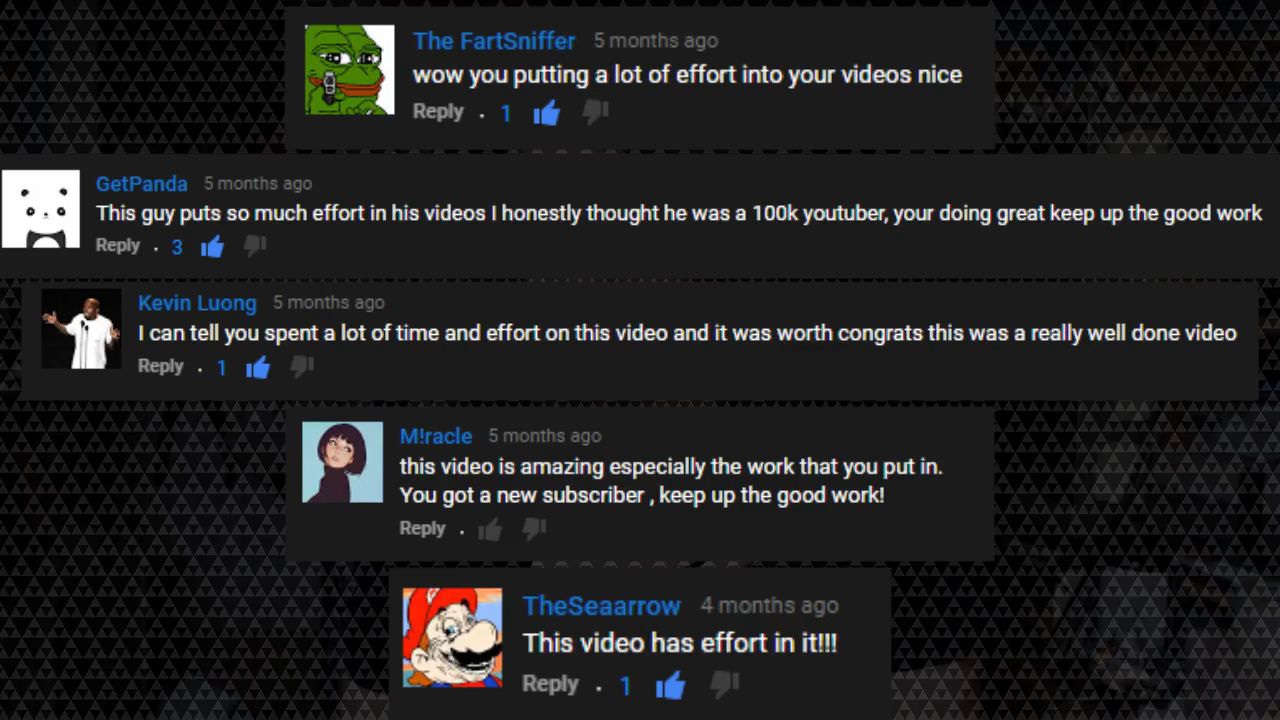 The FartSniffer 5 months ago
wow you putting a lot of effort into your videos nice
Reply . 1
GetPanda 5 months ago
This guy puts so much effort in his videos I honestly thought he was a 100k youtuber, your doing great keep up the good work
Reply . 3
Kevin Luong 5 months ago
I can tell you spent a lot of time and effort on this video and it was worth congrats this was a really well done video
Reply . 1
M!racle 5 months ago
this video is amazing especially the work that you put in.
You got a new subscriber , keep up the good work!
Reply .
TheSeaarrow 4 months ago
This video has effort in it!!!
Reply . 1